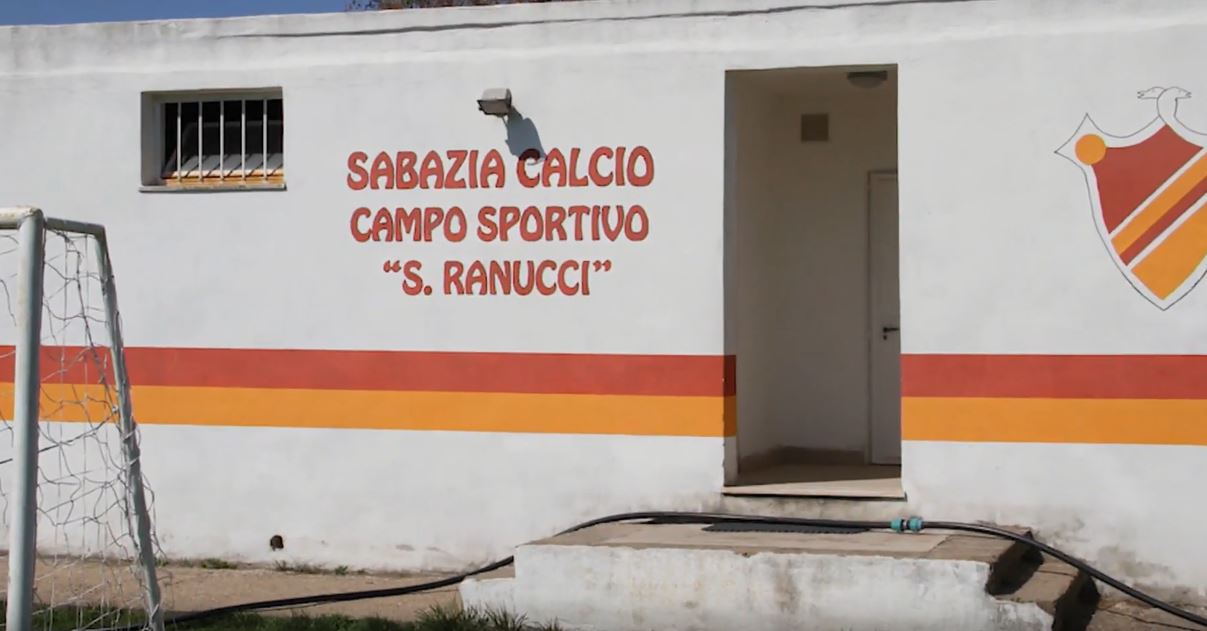 SABAZIA CALCIO
CAMPO SPORTIVO
“S. RANUCCI”